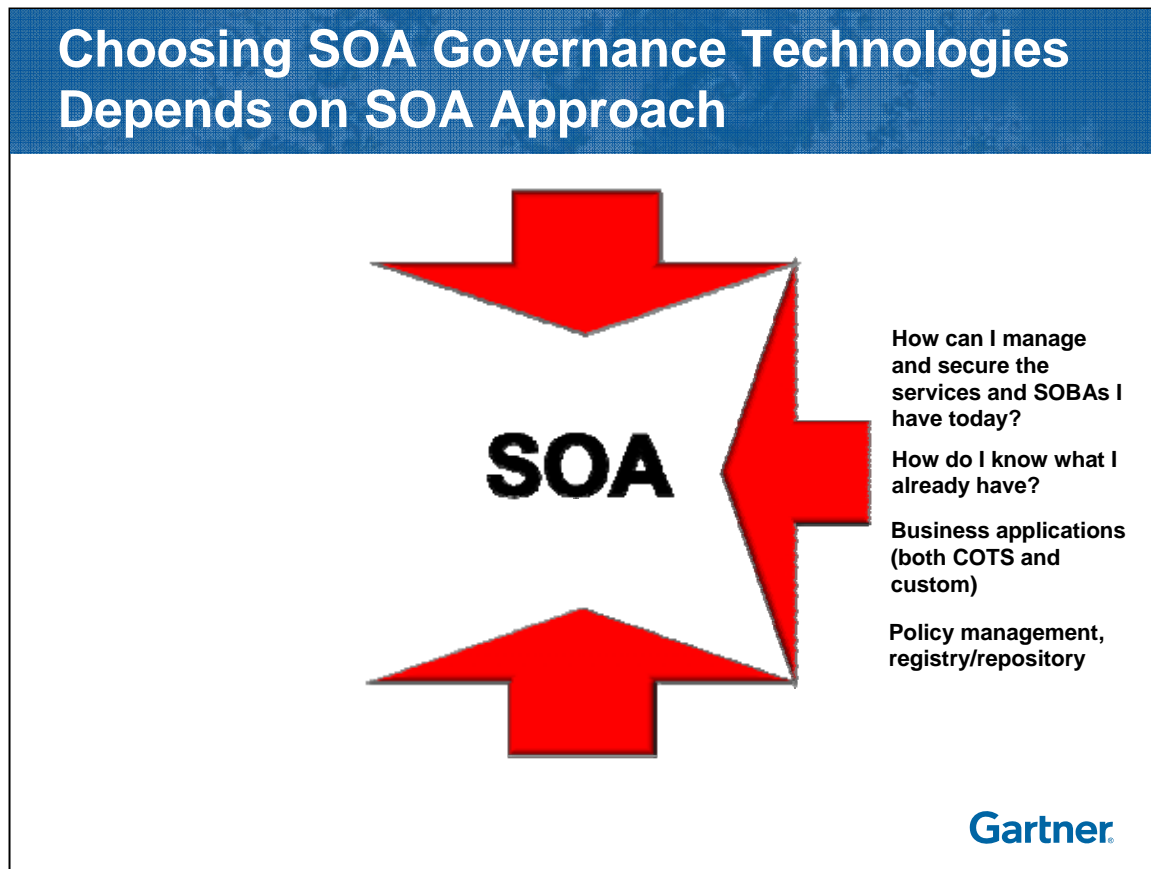 Choosing SOA Governance Technologies
Depends on SOA Approach
SOA
How can I manage
and secure the
services and SOBAs I
have today?
How do I know what I
already have?
Business applications
(both COTS and
custom)
Policy management,
registry/repository
Gartner®